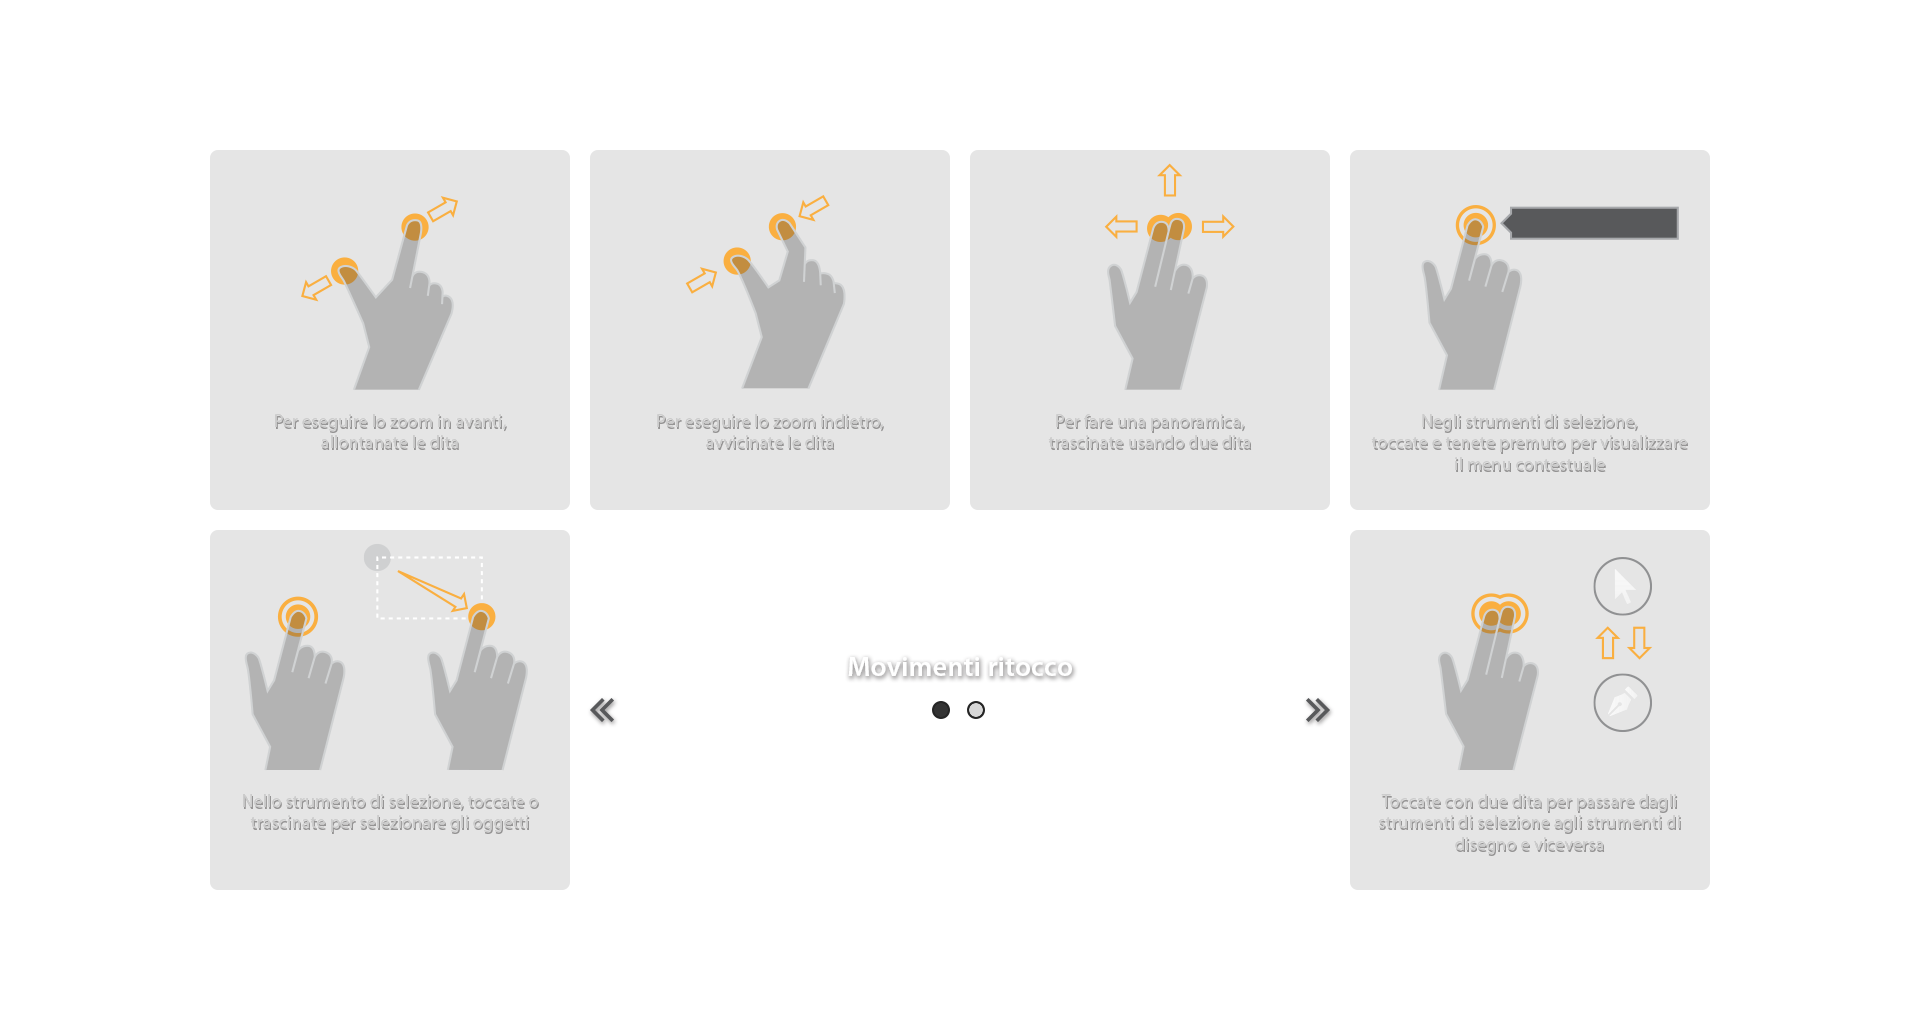 Per eseguire lo zoom in avanti,
allontanate le dita
Per eseguire lo zoom indietro,
avvicinate le dita
Per fare una panoramica,
trascinate usando due dita
Negli strumenti di selezione,
toccate e tenete premuto per visualizzare
il menu contestuale
Nello strumento di selezione, toccate o
trascinate per selezionare gli oggetti
Movimenti ritocco
Toccate con due dita per passare dagli
strumenti di selezione agli strumenti di
disegno e viceversa